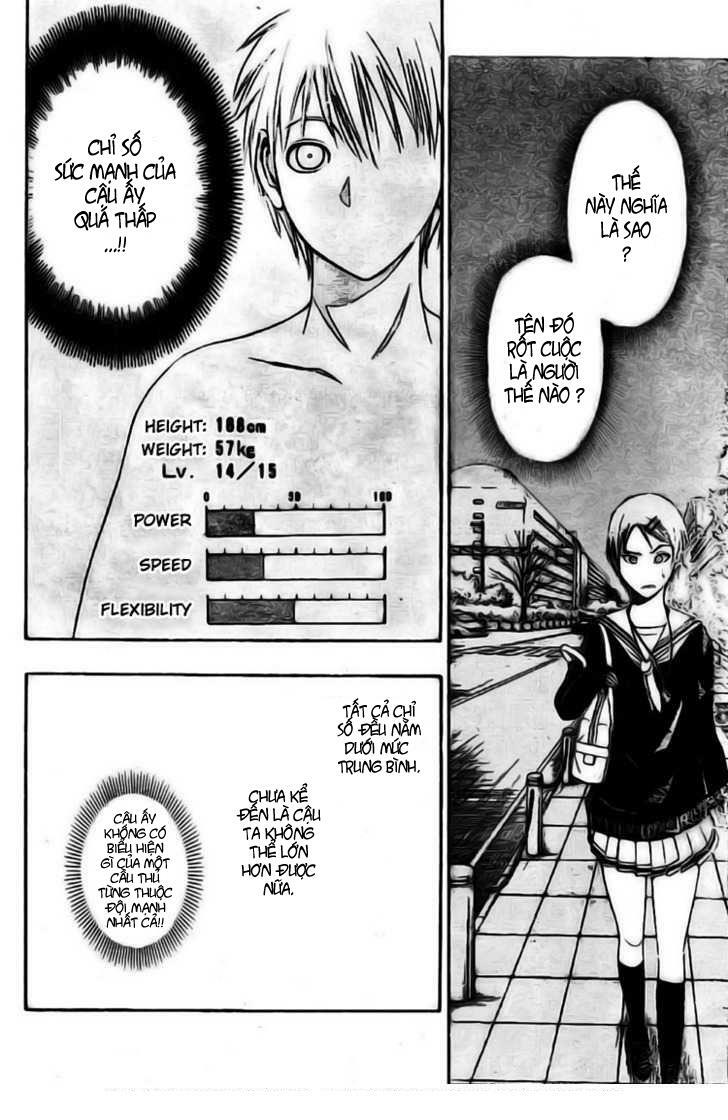 THẾ
NÀY NGHĨA
LÀ SAO
?
TÊN ĐÓ
RỐT CUỘC
LÀ NGƯỜI
THẾ NÀO ?
CHỈ SỐ
SỨC MẠNH CỦA
CẬU ẤY
QUÁ THẤP
...!!
HEIGHT: 168cm
WEIGHT: 57kg
Lv. 14/15
0 50 100
POWER
SPEED
FLEXIBILITY
TẤT CẢ CHỈ
SỐ ĐỀU NẰM
DƯỚI MỨC
TRUNG BÌNH.
CHƯA KỂ
ĐẾN LÀ CẬU
TA KHÔNG
THỂ LỚN
HƠN ĐƯỢC
NỮA.
CẬU ẤY
KHÔNG CÓ
BIỂU HIỆN
GÌ CỦA MỘT
CẦU THỦ
TỪNG THUỘC
ĐỘI MẠNH
NHẤT CẢ!!